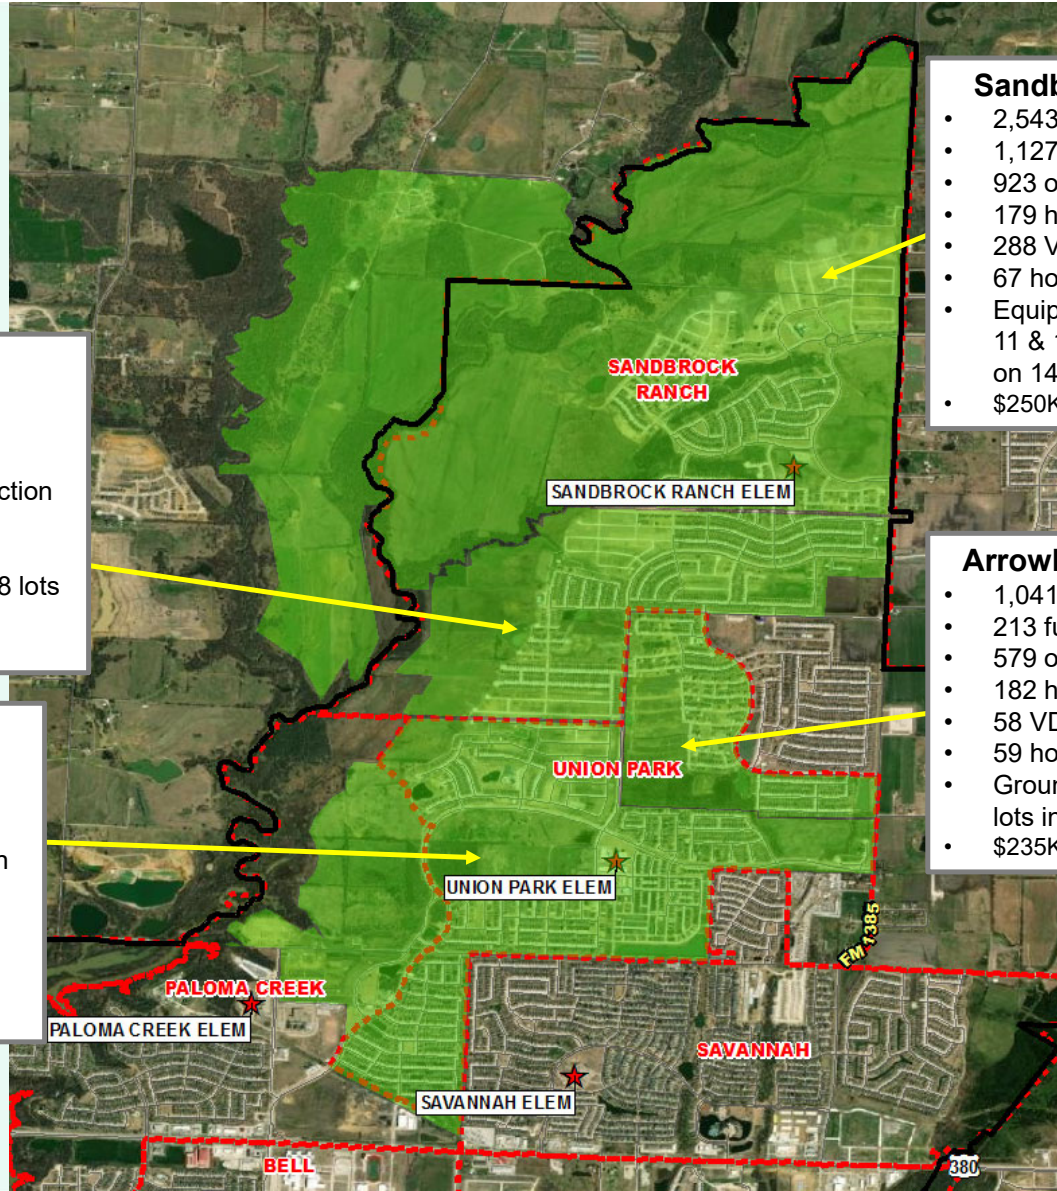 Sandb
• 2,543
• 1,127
• 923 o
• 179 h
• 288 V
• 67 ho
• Equip
11 & 1
on 14
• $250K
SANDBROCK
RANCH
SANDBROCK RANCH ELEM
ction
8 lots
Arrow
• 1,041
• 213 fu
• 579 o
• 182 h
• 58 VD
• 59 ho
• Groun
lots in
• $235K
UNION PARK
n
UNION PARK ELEM
FM 1385
PALOMA CREEK
PALOMA CREEK ELEM
SAVANNAH
SAVANNAH ELEM
BELL
380